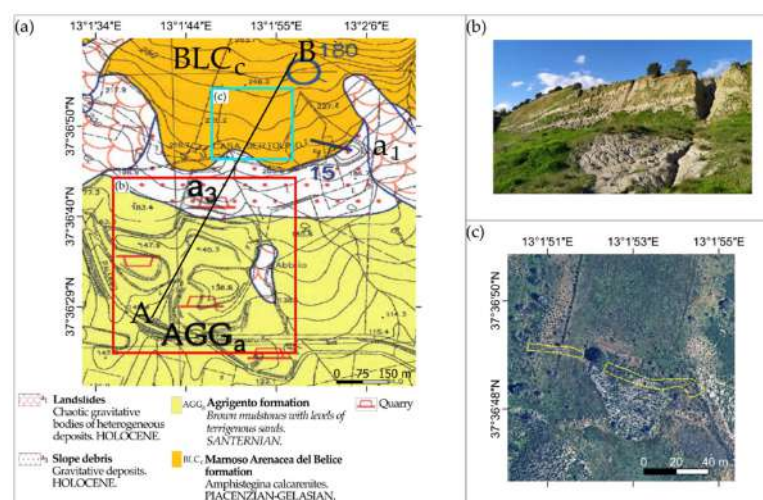 (a)
13°1'34"E 13°1'44"E 13°1'55"E 13°2'6"E
37°36'50"N
37°36'40"N
37°36'29"N
BLCc
B
180
(c)
a1
15
(b)
a3
A
AGGa
0 75 150 m
a1 Landslides
Chaotic gravitative
bodies of heterogeneous
deposits. HOLOCENE.
a3 Slope debris
Gravitative deposits.
HOLOCENE.
AGGa Agrigento formation
Brown mudstones with levels of
terrigenous sands.
SANTERNIAN.
BLCc Marnoso Arenacea del Belice
formation
Amphistegina calcarenites.
PIACENZIAN-GELASIAN.
Quarry
(b)
(c)
13°1'51"E 13°1'53"E 13°1'55"E
37°36'50"N
37°36'48"N
0 20 40 m